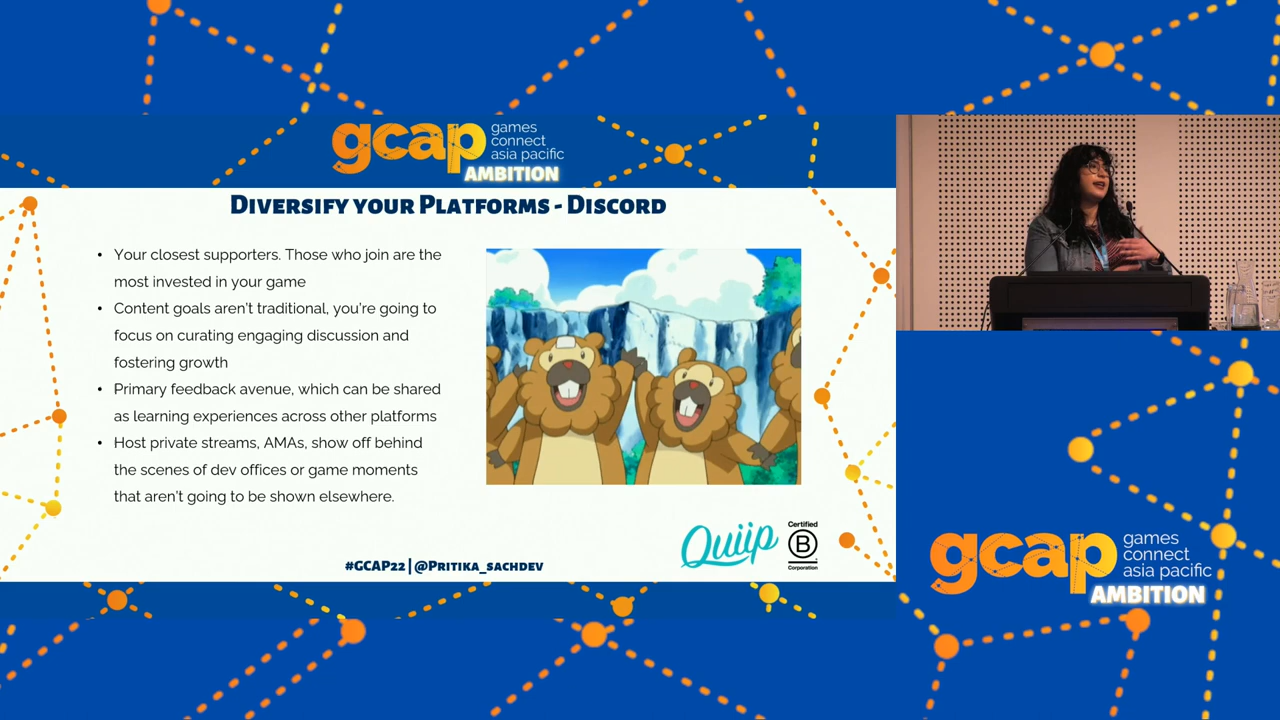 gcap games
connect
asia pacific
AMBITION
Diversify your Platforms - Discord
• Your closest supporters. Those who join are the
most invested in your game
• Content goals aren't traditional, you're going to
focus on curating engaging discussion and
fostering growth
• Primary feedback avenue, which can be shared
as learning experiences across other platforms
• Host private streams, AMAs, show off behind
the scenes of dev offices or game moments
that aren't going to be shown elsewhere.
Quiip
Certified
B
Corporation
#GCAP22 | @Pritika_sachdev
gcap games
connect
asia pacific
AMBITION